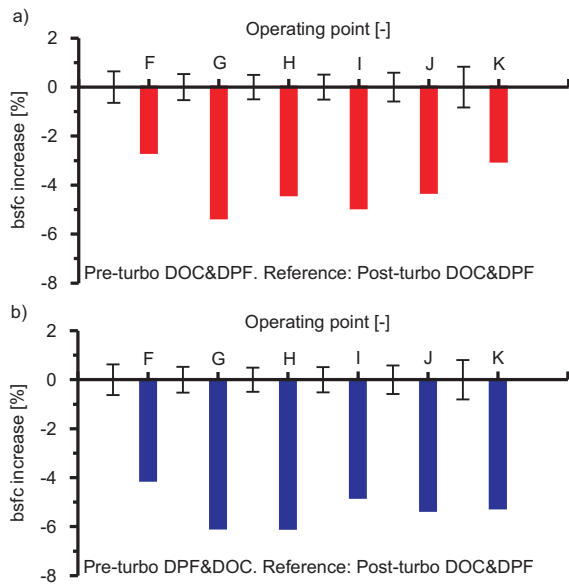 a)
Operating point [-]
2
F G H I J K
0
-2
-4
-6
-8
bsfc increase [%]
Pre-turbo DOC&DPF. Reference: Post-turbo DOC&DPF
b)
Operating point [-]
2
F G H I J K
0
-2
-4
-6
-8
bsfc increase [%]
Pre-turbo DPF&DOC. Reference: Post-turbo DOC&DPF